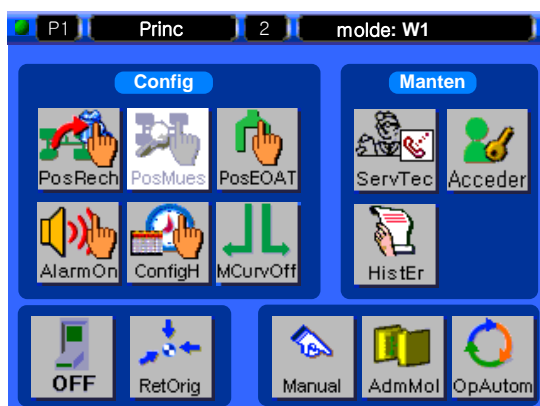 P1 Princ 2 molde: W1
Config Manten
PosRech PosMues PosEOAT ServTec Acceder
AlarmOn ConfigH MCurvOff HistEr
OFF RetOrig Manual AdmMol OpAutom